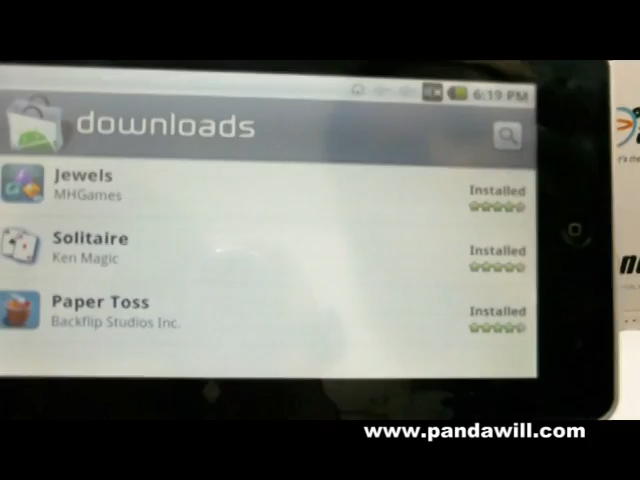 6:19 PM
downloads
Jewels
MHGames
Installed
Solitaire
Ken Magic
Installed
Paper Toss
Backflip Studios Inc.
Installed
www.pandawill.com